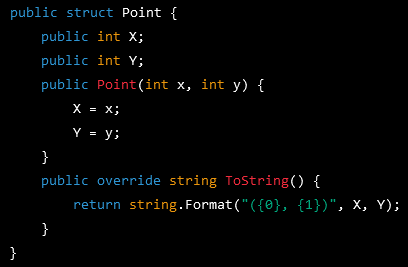 public struct Point {
    public int X;
    public int Y;
    public Point(int x, int y) {
        X = x;
        Y = y;
    }
    public override string ToString() {
        return string.Format("({0}, {1})", X, Y);
    }
}